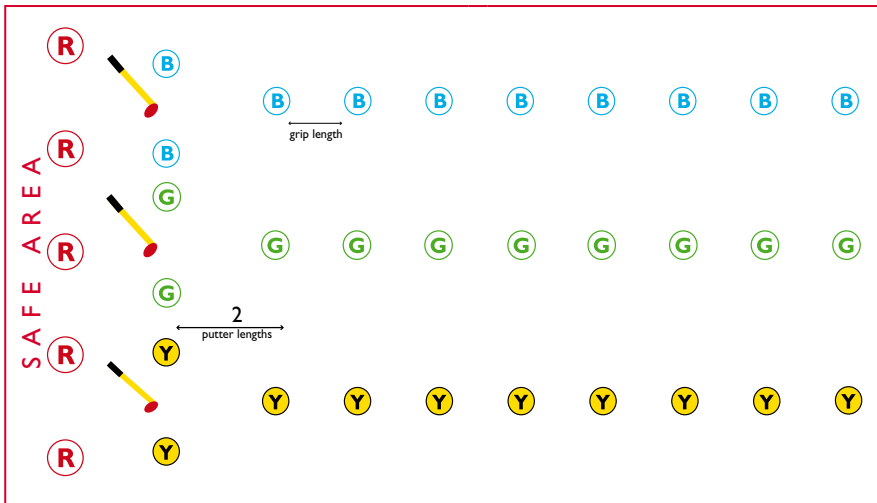 SAFE AREA
R
R
R
R
R
B
B
G
G
Y
Y
B B B B B B B B
grip length
G G G G G G G G
2
putter lengths
Y Y Y Y Y Y Y Y